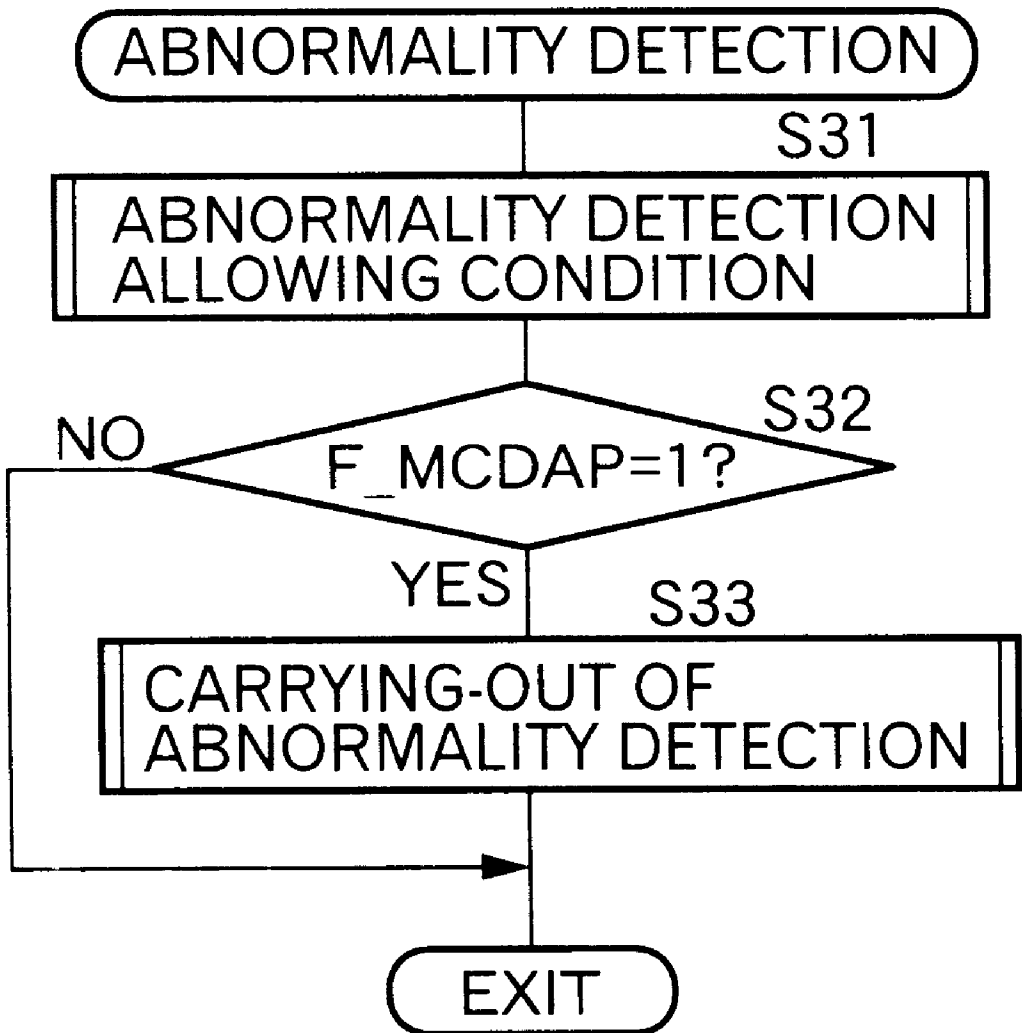 ABNORMALITY DETECTION
S31
ABNORMALITY DETECTION
ALLOWING CONDITION
S32
NO
F_MCDAP=1?
YES
S33
CARRYING-OUT OF
ABNORMALITY DETECTION
EXIT